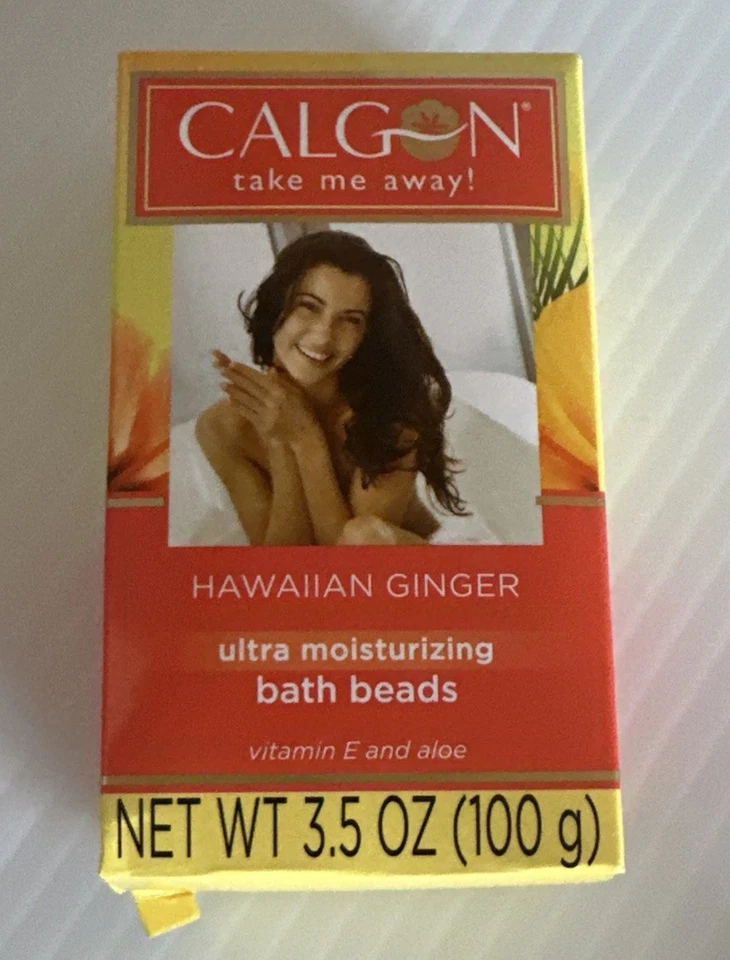 CALGON®
take me away!
HAWAIIAN GINGER
ultra moisturizing
bath beads
vitamin E and aloe
NET WT 3.5 OZ (100 g)